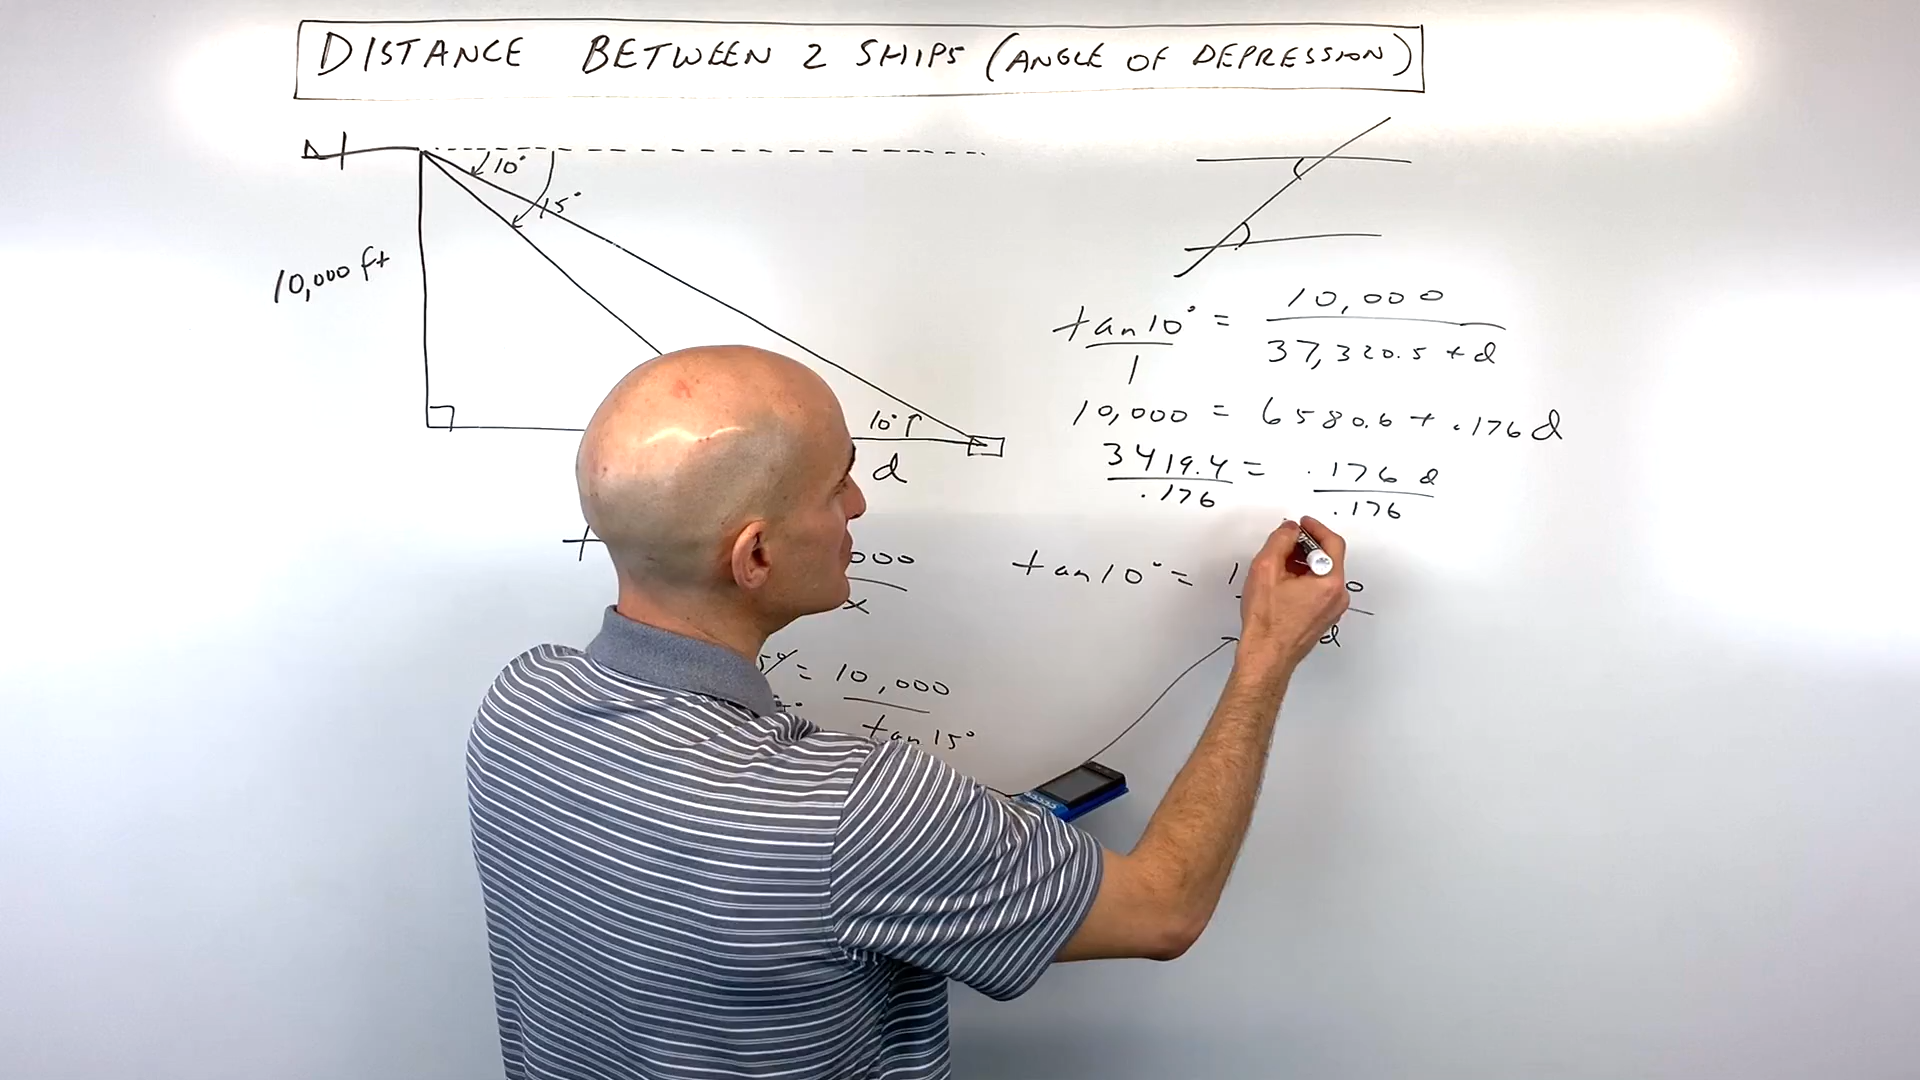 DISTANCE BETWEEN 2 SHIPS (ANGLE OF DEPRESSION)
10°
15°
10,000 ft
10°
d
tan10° = 10,000
1 37,320.5 + d
10,000 = 6580.6 + .176d
3419.4 = .176 d
.176 .176
000
x
tan10° =
d
5° = 10,000
tan 15°